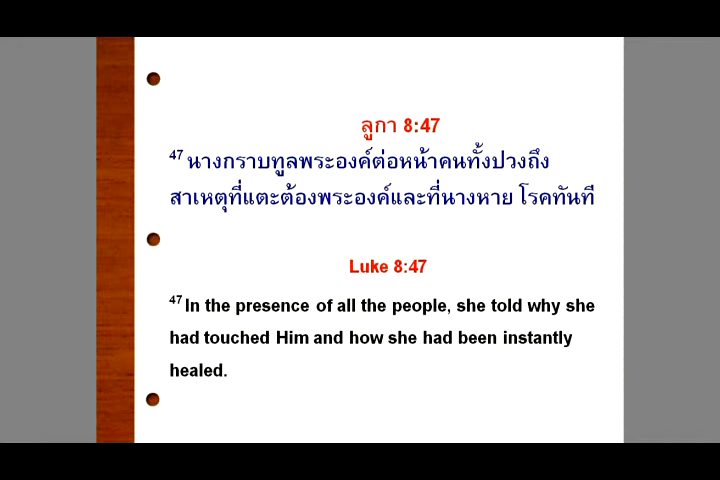 ลูกา 8:47
47 นางกราบทูลพระองค์ต่อหน้าคนทั้งปวงถึง
สาเหตุที่แตะต้องพระองค์และที่นางหาย โรคทันที
Luke 8:47
47 In the presence of all the people, she told why she
had touched Him and how she had been instantly
healed.